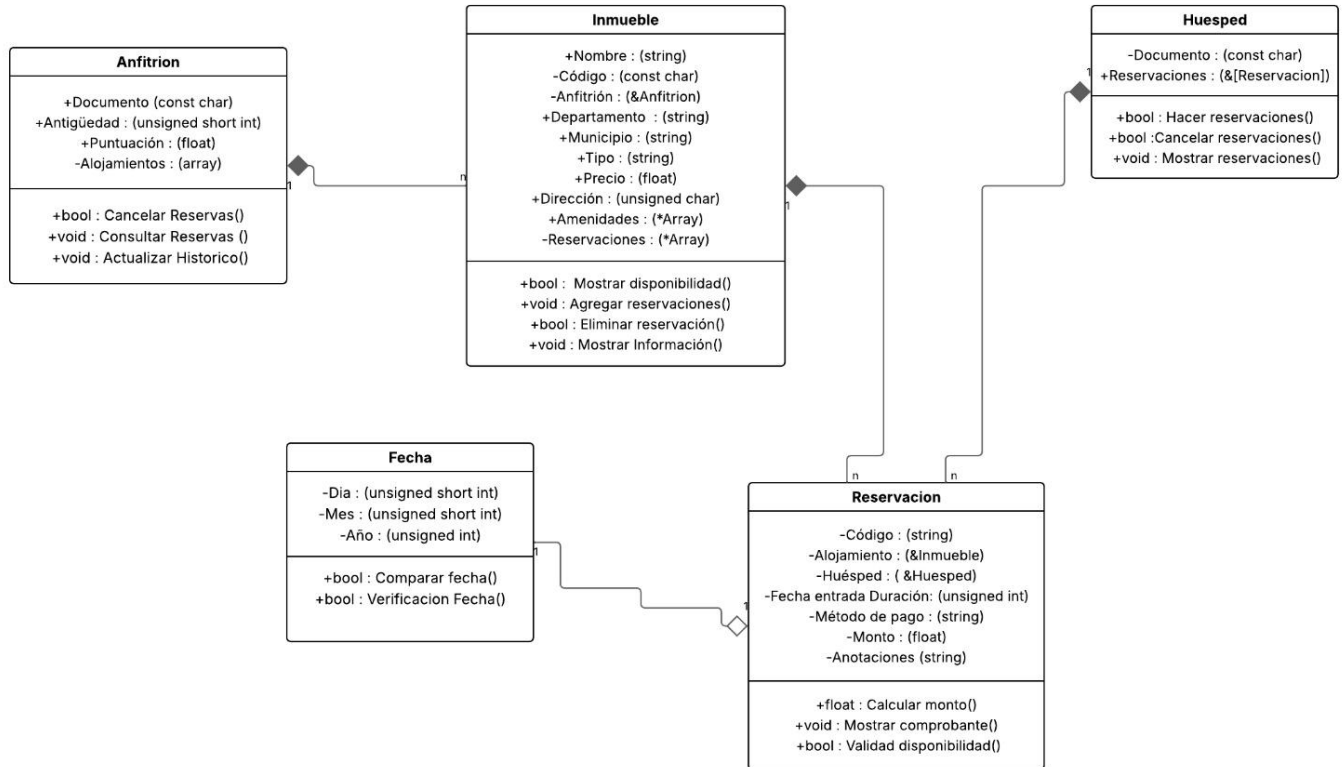 Anfitrion
+Documento (const char)
+Antigüedad : (unsigned short int)
+Puntuación : (float)
-Alojamientos : (array)
+bool : Cancelar Reservas()
+void : Consultar Reservas ()
+void : Actualizar Historico()
1
n
Inmueble
+Nombre : (string)
-Código : (const char)
-Anfitrión : (&Anfitrion)
+Departamento : (string)
+Municipio : (string)
+Tipo : (string)
+Precio : (float)
+Dirección : (unsigned char)
+Amenidades : (*Array)
-Reservaciones : (*Array)
+bool : Mostrar disponibilidad()
+void : Agregar reservaciones()
+bool : Eliminar reservación()
+void : Mostrar Información()
1
n
Huesped
-Documento : (const char)
+Reservaciones : (&[Reservacion])
+bool : Hacer reservaciones()
+bool :Cancelar reservaciones()
+void : Mostrar reservaciones()
1
n
Fecha
-Dia : (unsigned short int)
-Mes : (unsigned short int)
-Año : (unsigned int)
+bool : Comparar fecha()
+bool : Verificacion Fecha()
1
1
Reservacion
-Código : (string)
-Alojamiento : (&Inmueble)
-Huésped : ( &Huesped)
-Fecha entrada Duración: (unsigned int)
-Método de pago : (string)
-Monto : (float)
-Anotaciones (string)
+float : Calcular monto()
+void : Mostrar comprobante()
+bool : Validad disponibilidad()